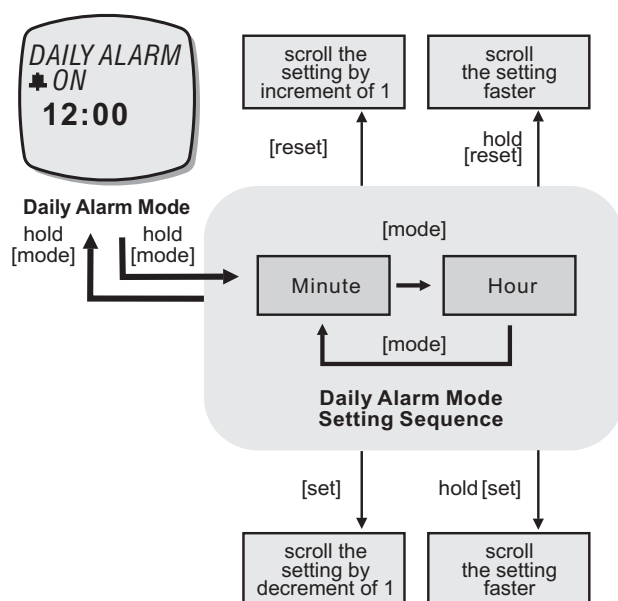 DAILY ALARM
ON
12:00
Daily Alarm Mode
hold
[mode]
hold
[mode]
scroll the
setting by
increment of 1
scroll
the setting
faster
[reset]
hold
[reset]
[mode]
Minute
Hour
[mode]
Daily Alarm Mode
Setting Sequence
[set]
hold [set]
scroll the
setting by
decrement of 1
scroll
the setting
faster